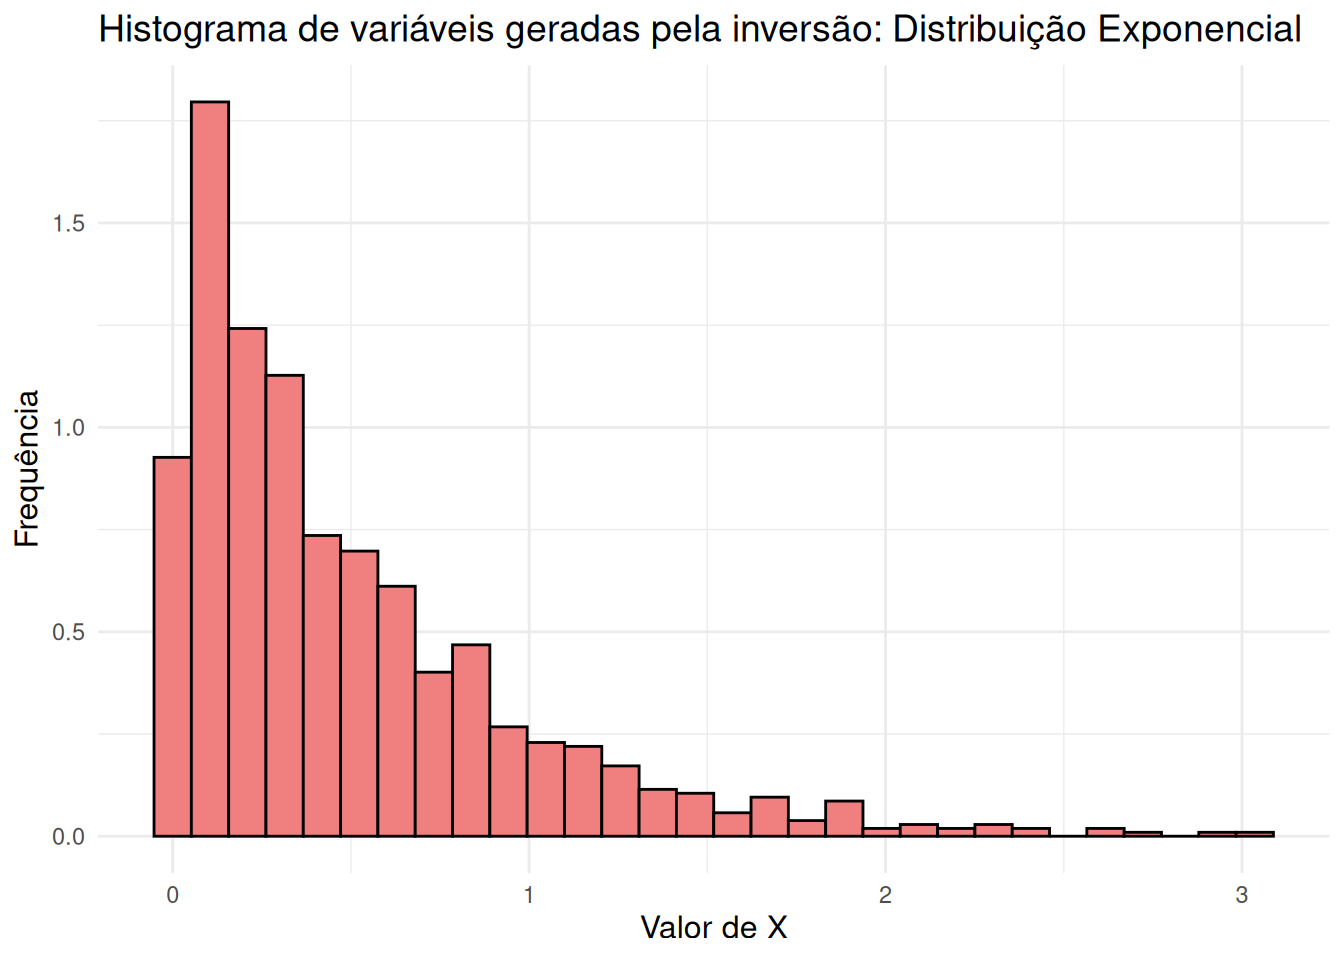 Histograma de variáveis geradas pela inversão: Distribuição Exponencial
Frequência
1.5
1.0
0.5
0.0
0 1 2 3
Valor de X